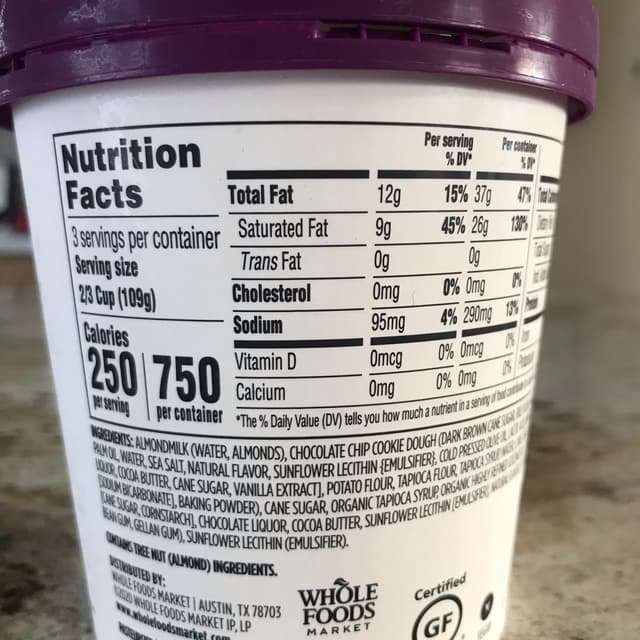 Nutrition
Facts
3 servings per container
Serving size
2/3 Cup (109g)
Calories
250 750
per serving per container
Per serving Per container
% DV* % DV*
Total Fat 12g 15% 37g 47%
Saturated Fat 9g 45% 26g 130%
Trans Fat 0g 0g
Cholesterol 0mg 0% 0mg 0%
Sodium 95mg 4% 290mg 13%
Vitamin D 0mcg 0% 0mcg 0%
Calcium 0mg 0% 0mg 0%
*The % Daily Value (DV) tells you how much a nutrient in a serving of food
INGREDIENTS: ALMONDMILK (WATER, ALMONDS), CHOCOLATE CHIP COOKIE DOUGH (DARK BROWN CANE SUGAR,
PALM OIL, WATER, SEA SALT, NATURAL FLAVOR, SUNFLOWER LECITHIN [EMULSIFIER], COLD PRESSED OLIVE OIL,
LIQUOR, COCOA BUTTER, CANE SUGAR, VANILLA EXTRACT], POTATO FLOUR, TAPIOCA FLOUR, TAPIOCA SYRUP
[SODIUM BICARBONATE], BAKING POWDER), CANE SUGAR, ORGANIC TAPIOCA SYRUP, ORGANIC HIGHLY REFINED
CANE SUGAR, CORNSTARCH], CHOCOLATE LIQUOR, COCOA BUTTER, SUNFLOWER LECITHIN [EMULSIFIER],
BEAN GUM, GELLAN GUM), SUNFLOWER LECITHIN (EMULSIFIER).
CONTAINS TREE NUT (ALMOND) INGREDIENTS.
DISTRIBUTED BY:
WHOLE FOODS MARKET | AUSTIN, TX 78703
©2020 WHOLE FOODS MARKET IP, LP
www.wholefoodsmarket.com
WHOLE
FOODS
MARKET
Certified
GF